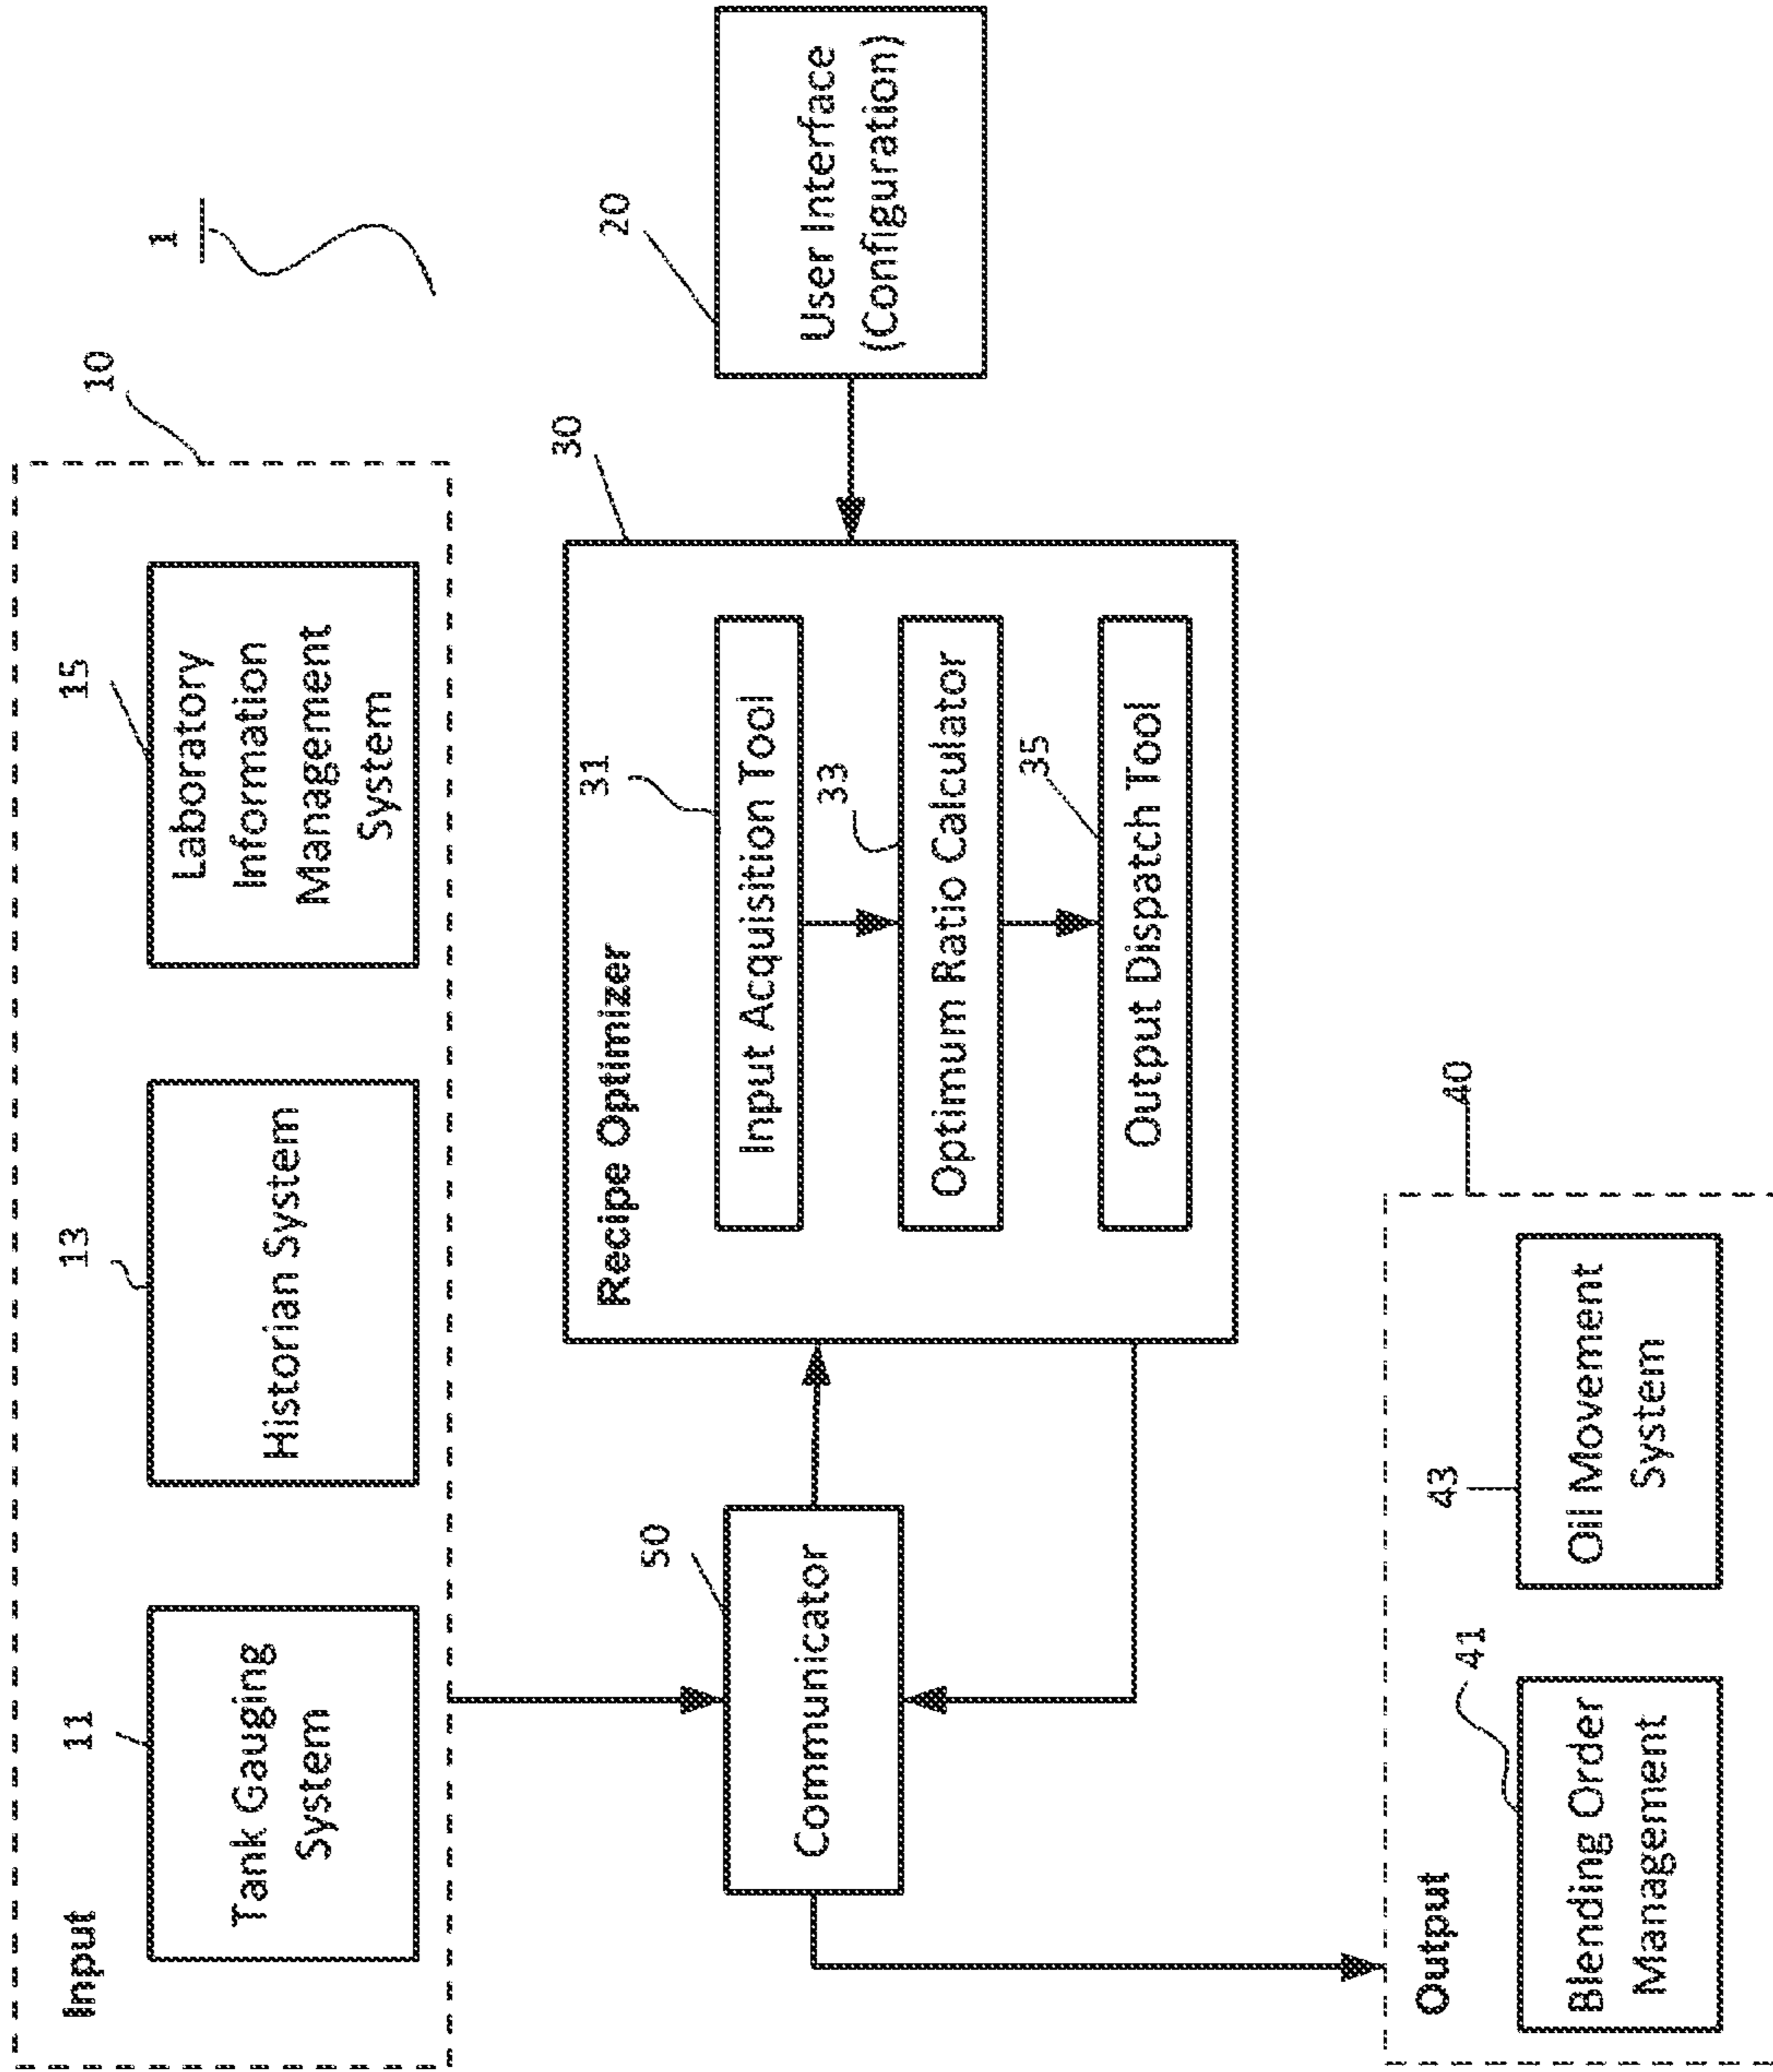 1
10
Input
11
Tank Gauging
System
13
Historian System
15
Laboratory
Information
Management
System
50
Communicator
30
Recipe Optimizer
31
Input Acquisition Tool
33
Optimum Ratio Calculator
35
Output Dispatch Tool
20
User Interface
(Configuration)
40
Output
41
Blending Order
Management
43
Oil Movement
System